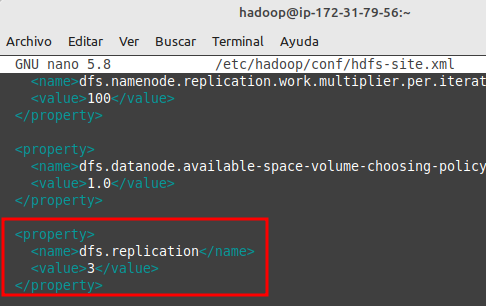 hadoop@ip-172-31-79-56:~
Archivo Editar Ver Buscar Terminal Ayuda
GNU nano 5.8 /etc/hadoop/conf/hdfs-site.xml
<name>dfs.namenode.replication.work.multiplier.per.iterat
<value>100</value>
</property>
<property>
<name>dfs.datanode.available-space-volume-choosing-policy
<value>1.0</value>
</property>
<property>
<name>dfs.replication</name>
<value>3</value>
</property>